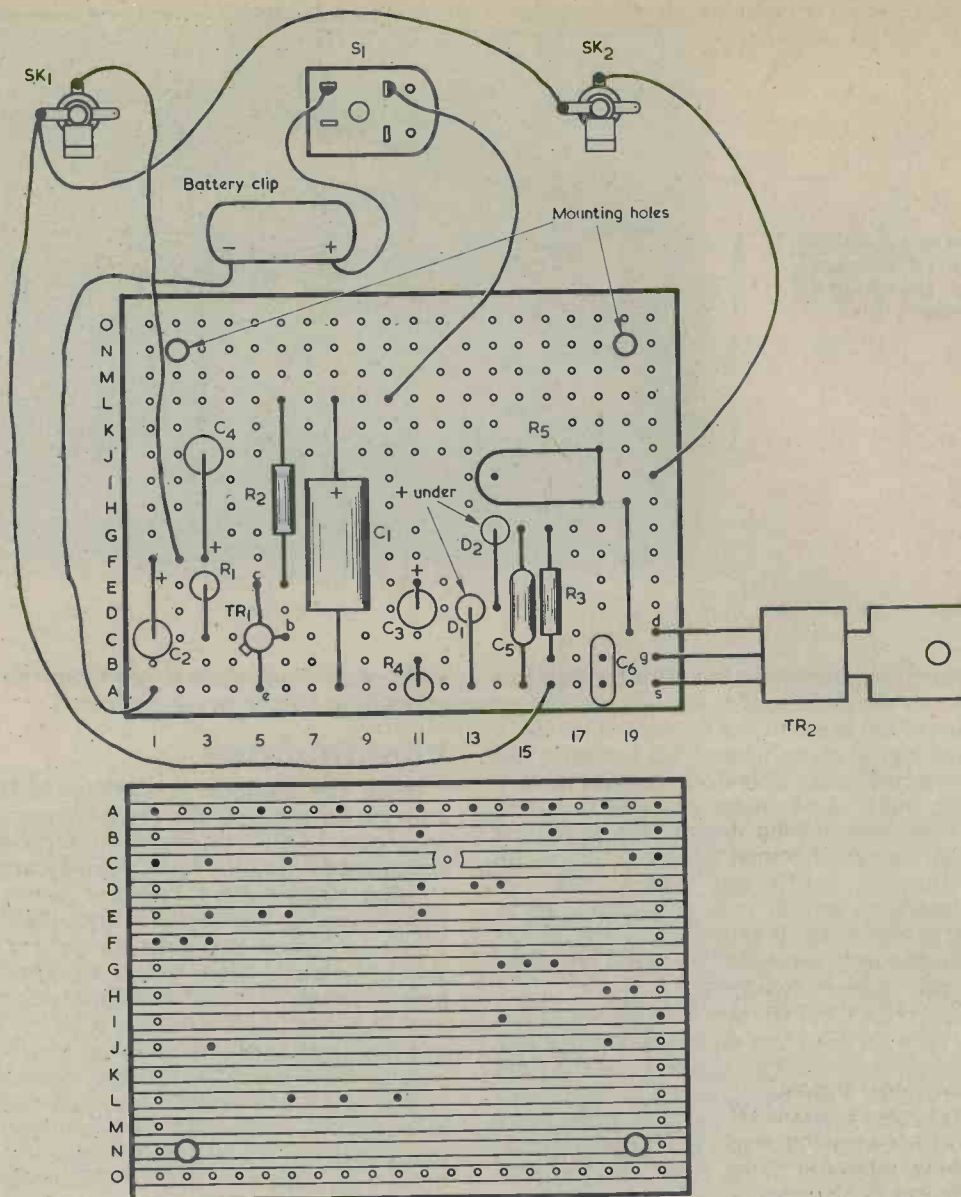 SK1
S1
SK2
Battery clip
- +
Mounting holes
O
N
M
L
K
J
I
H
G
F
E
D
C
B
A
C4
R2
+
C1
R5
+ under
D2
+
+
R1
c
TR1
b
e
C2
+
C3
D1
C5
R3
R4
C6
d
g
s
TR2
1 3 5 7 9 11 13 15 17 19
A
B
C
D
E
F
G
H
I
J
K
L
M
N
O